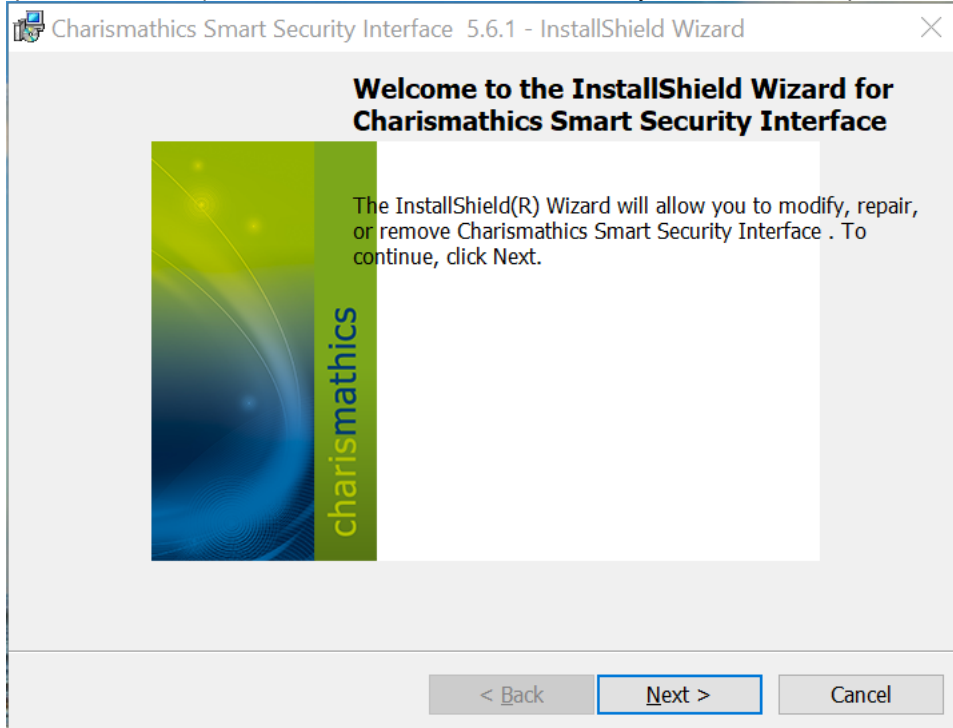 Charismathics Smart Security Interface 5.6.1 - InstallShield Wizard
Welcome to the InstallShield Wizard for
Charismathics Smart Security Interface
The InstallShield(R) Wizard will allow you to modify, repair,
or remove Charismathics Smart Security Interface . To
continue, click Next.
charismathics
< Back
Next >
Cancel